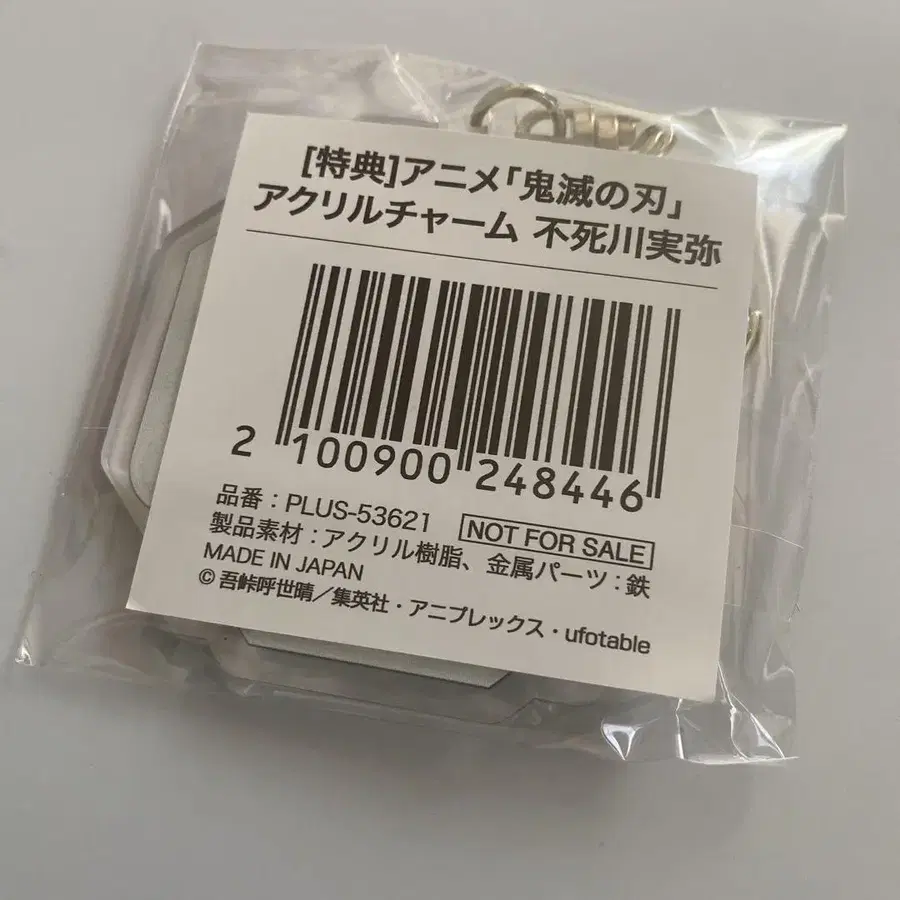 [特典]アニメ「鬼滅の刃」
アクリルチャーム 不死川実弥
2 100900 248446
品番：PLUS-53621 NOT FOR SALE
製品素材：アクリル樹脂、金属パーツ：鉄
MADE IN JAPAN
© 吾峠呼世晴／集英社・アニプレックス・ufotable